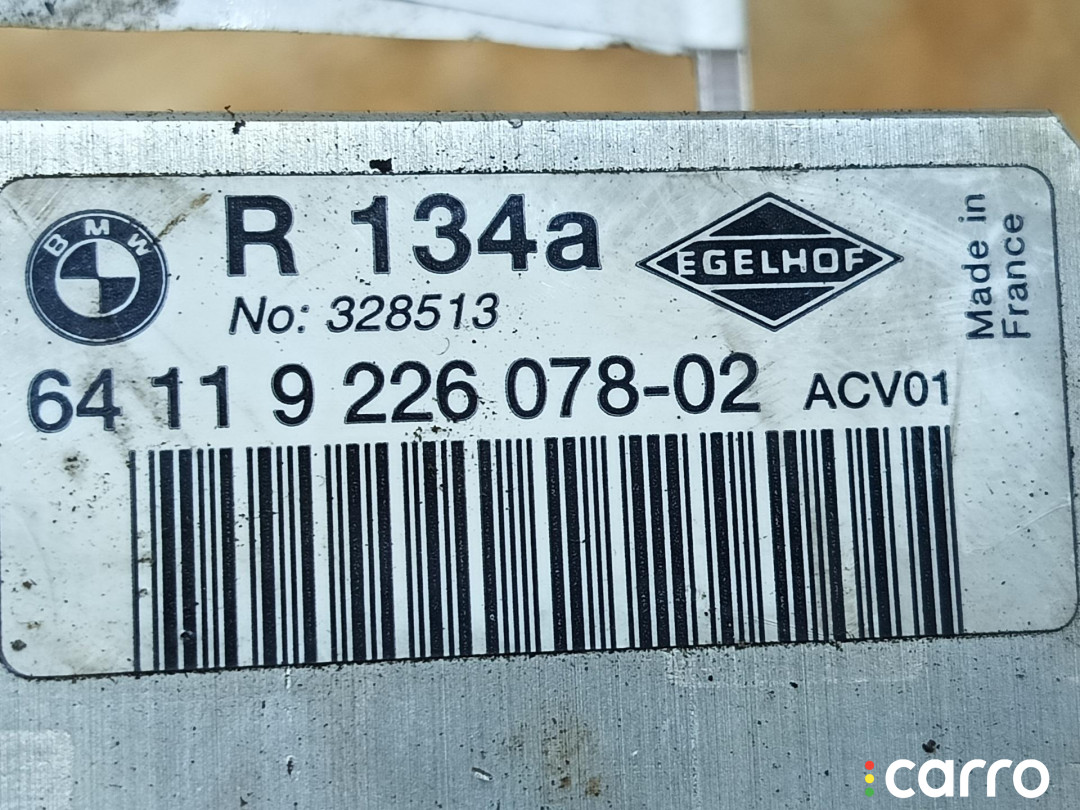 BMW
R 134a
EGELHOF
Made in
France
No: 328513
64 11 9 226 078-02 ACV01
carro